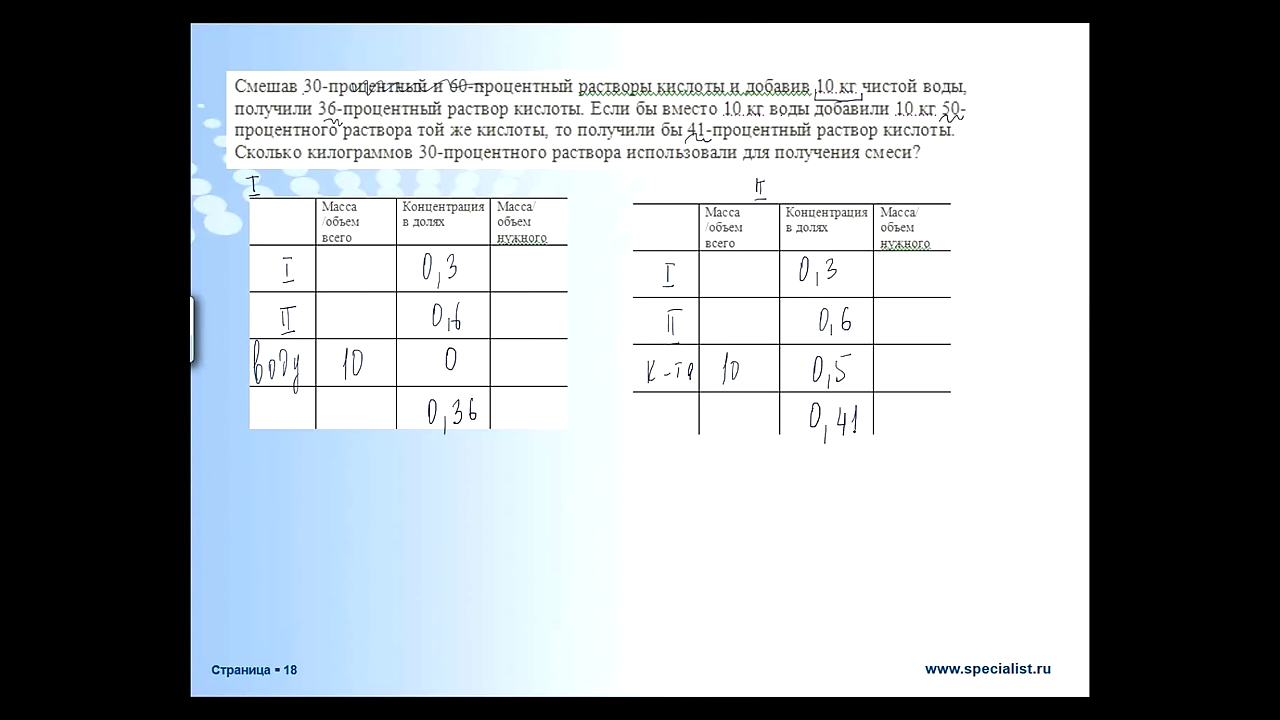 Смешав 30-процентный и 60-процентный растворы кислоты и добавив 10 кг чистой воды,
получили 36-процентный раствор кислоты. Если бы вместо 10 кг воды добавили 10 кг 50-
процентного раствора той же кислоты, то получили бы 41-процентный раствор кислоты.
Сколько килограммов 30-процентного раствора использовали для получения смеси?
I
Масса
/объем
всего
Концентрация
в долях
Масса/
объем
нужного
I 0,3
II 0,6
воду 10 0
0,36
II
Масса
/объем
всего
Концентрация
в долях
Масса/
объем
нужного
I 0,3
II 0,6
к-та 10 0,5
0,41
Страница ▪ 18
www.specialist.ru